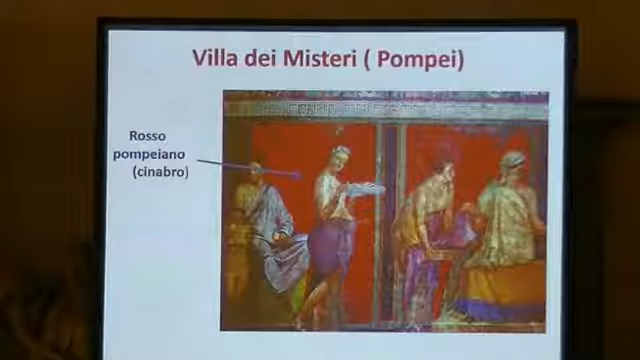 Villa dei Misteri ( Pompei)
Rosso
pompeiano
(cinabro)